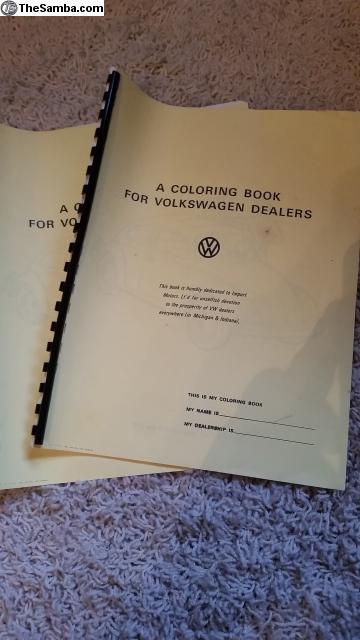 TheSamba.com
A COLORING BOOK
FOR VOLKSWAGEN DEALERS
This book is humbly dedicated to Import
Motors, Lt'd for unselfish devotion
to the prosperity of VW dealers
everywhere (in Michigan & Indiana).
THIS IS MY COLORING BOOK
MY NAME IS
MY DEALERSHIP IS
A C
FOR VO